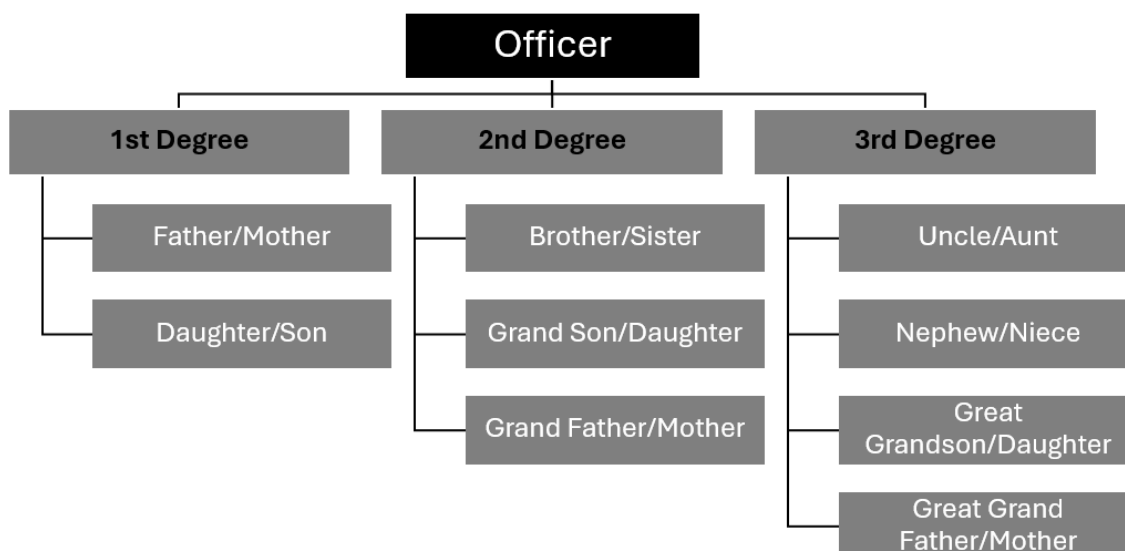 Officer
1st Degree
Father/Mother
Daughter/Son
2nd Degree
Brother/Sister
Grand Son/Daughter
Grand Father/Mother
3rd Degree
Uncle/Aunt
Nephew/Niece
Great
Grandson/Daughter
Great Grand
Father/Mother